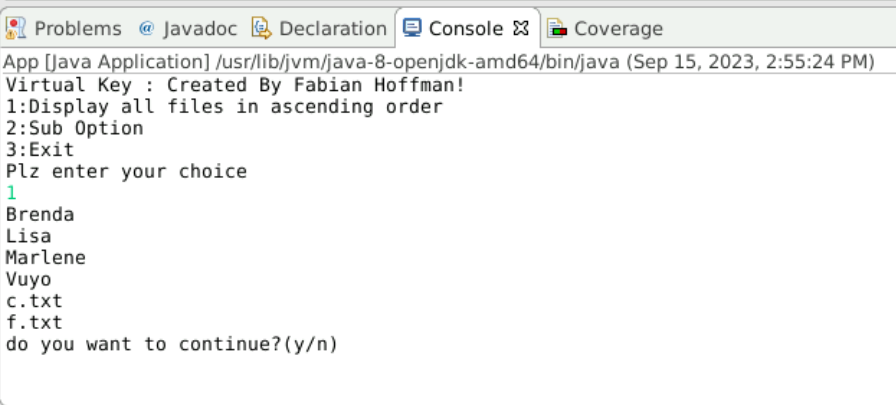 Problems @ Javadoc Declaration Console Coverage
App [Java Application] /usr/lib/jvm/java-8-openjdk-amd64/bin/java (Sep 15, 2023, 2:55:24 PM)
Virtual Key : Created By Fabian Hoffman!
1:Display all files in ascending order
2:Sub Option
3:Exit
Plz enter your choice
1
Brenda
Lisa
Marlene
Vuyo
c.txt
f.txt
do you want to continue?(y/n)